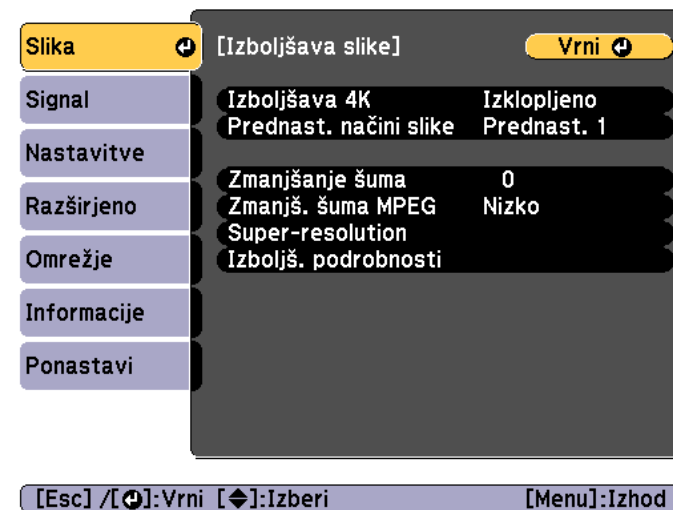 Slika
[Izboljšava slike]
Vrni
Signal
Izboljšava 4K Izklopljeno
Prednast. načini slike Prednast. 1
Nastavitve
Zmanjšanje šuma 0
Razširjeno
Zmanjš. šuma MPEG Nizko
Super-resolution
Omrežje
Izboljš. podrobnosti
Informacije
Ponastavi
[Esc] /[⏎]:Vrni [◆]:Izberi [Menu]:Izhod